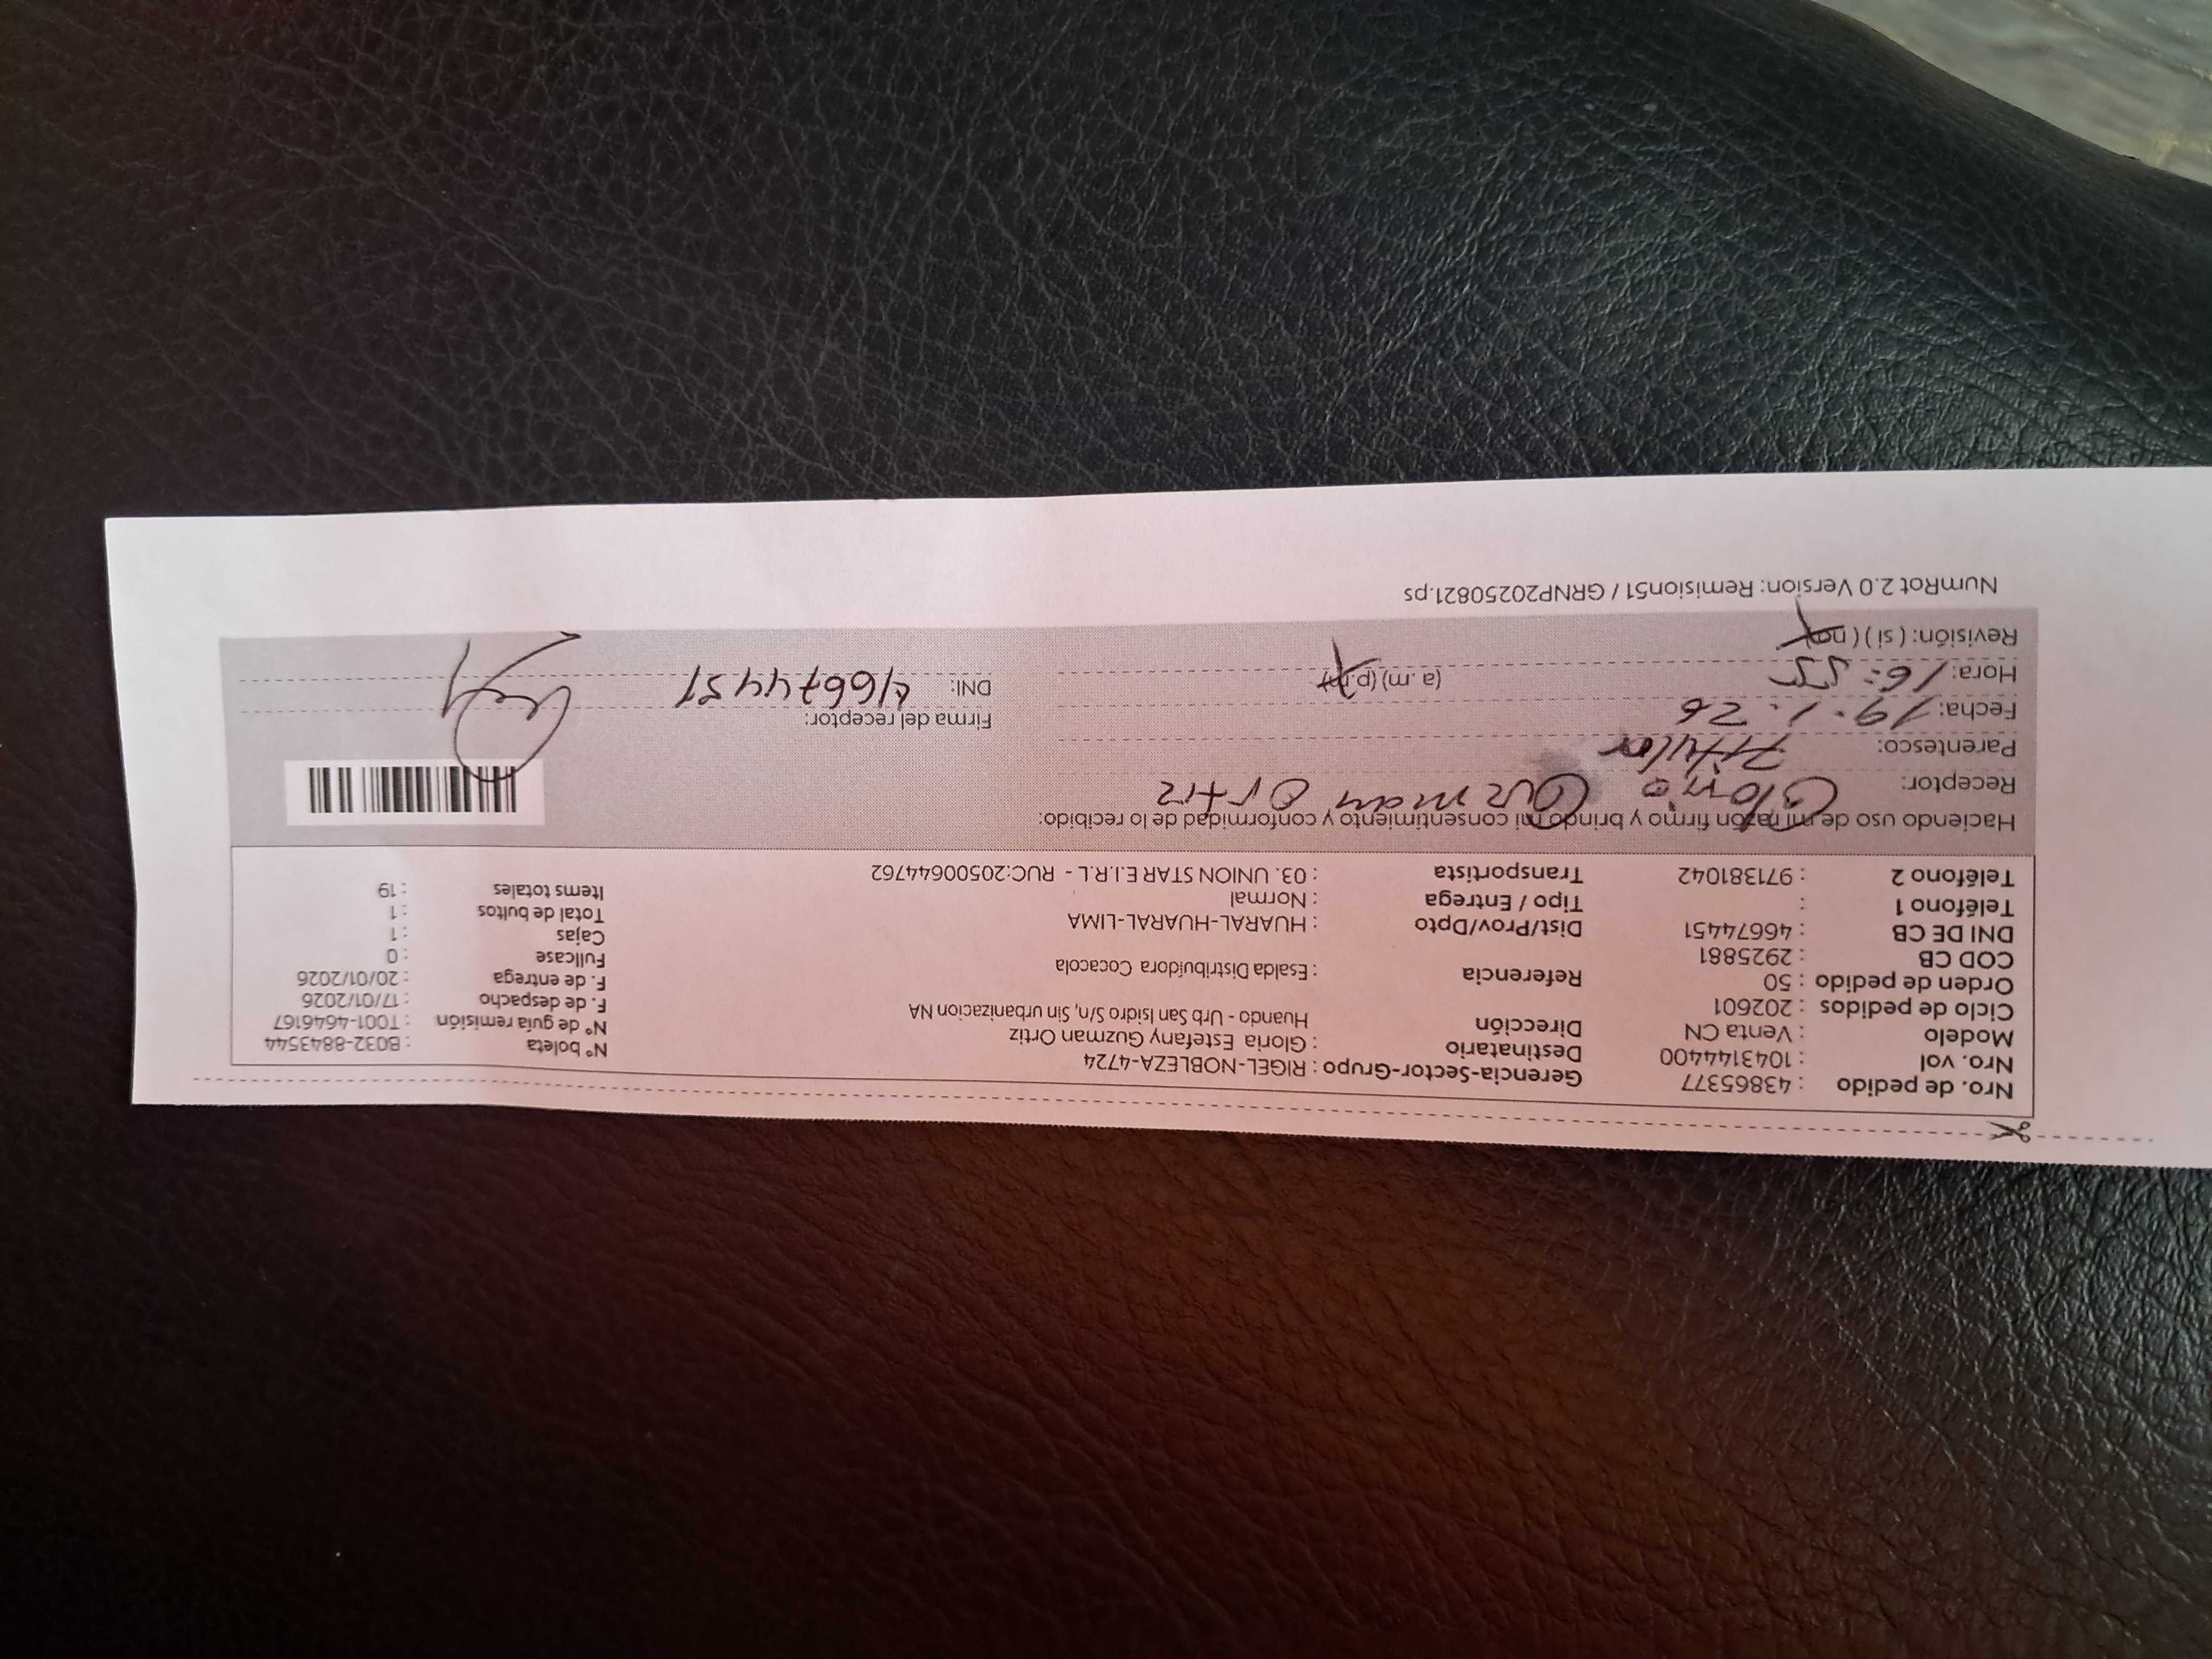 Nro. de pedido : 43865377
Nro. vol : 1043144400
Modelo : Venta CN
Ciclo de pedidos : 202601
Orden de pedido : 50
COD CB : 2925881
DNI DE CB : 46674451
Teléfono 1 :
Teléfono 2 : 971381042
Gerencia-Sector-Grupo : RIGEL-NOBLEZA-4724
Destinatario : Gloria Estefany Guzman Ortiz
Dirección Huando - Urb San Isidro S/n, Sin urbanizacion NA
Referencia : Esalda Distribuidora Cocacola
Dist/Prov/Dpto : HUARAL-HUARAL-LIMA
Tipo / Entrega : Normal
Transportista : 03. UNION STAR E.I.R.L - RUC:20500644762
N° boleta : B032-8843544
N° de guía remisión : T001-4646167
F. de despacho : 17/01/2026
F. de entrega : 20/01/2026
Fullcase : 0
Cajas : 1
Total de bultos : 1
Items totales : 19
Haciendo uso de mi razón firmo y brindo mi consentimiento y conformidad de lo recibido:
Receptor: Gloria Guzman Ortiz
Parentesco: Titular
Fecha: 19.1.26
Hora: 16:55 (a.m) (p.m)
Revisión: (si) (no)
Firma del receptor:
DNI: 46674451
NumRot 2.0 Version: Remision51 / GRNP20250821.ps